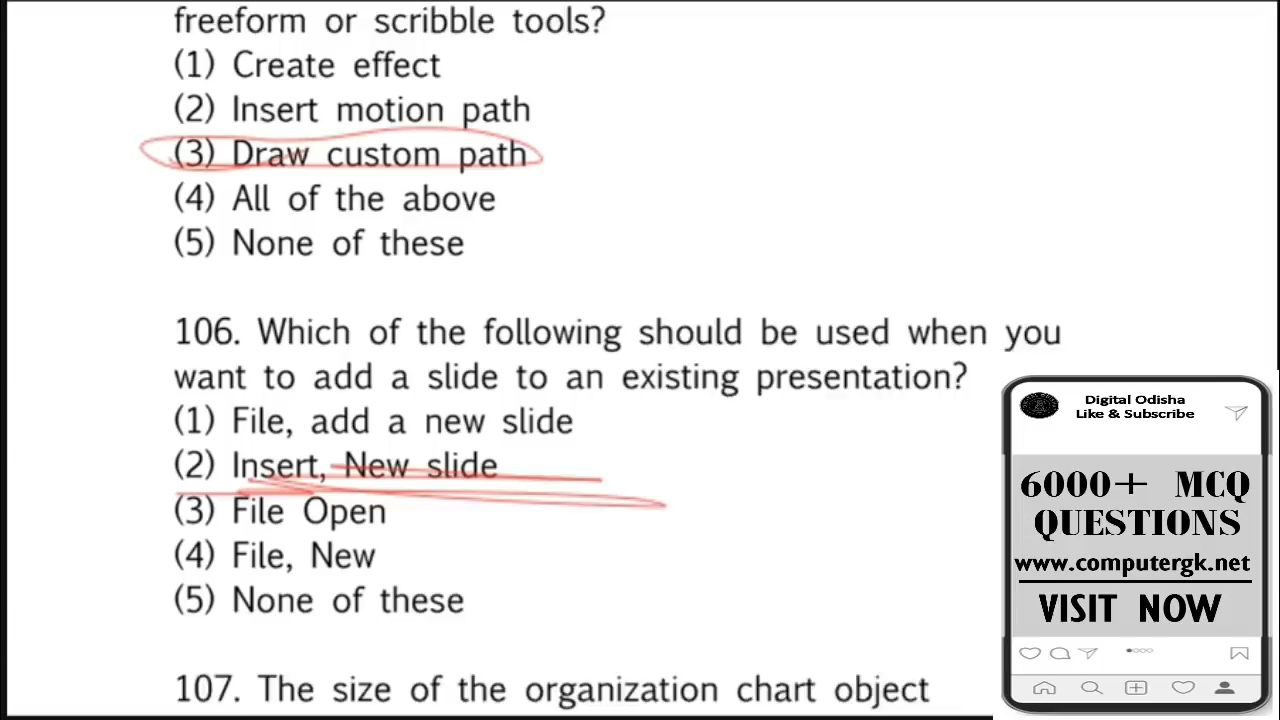 freeform or scribble tools?
(1) Create effect
(2) Insert motion path
(3) Draw custom path
(4) All of the above
(5) None of these
106. Which of the following should be used when you
want to add a slide to an existing presentation?
(1) File, add a new slide
(2) Insert, New slide
(3) File Open
(4) File, New
(5) None of these
107. The size of the organization chart object
Digital Odisha
Like & Subscribe
6000+ MCQ
QUESTIONS
www.computergk.net
VISIT NOW